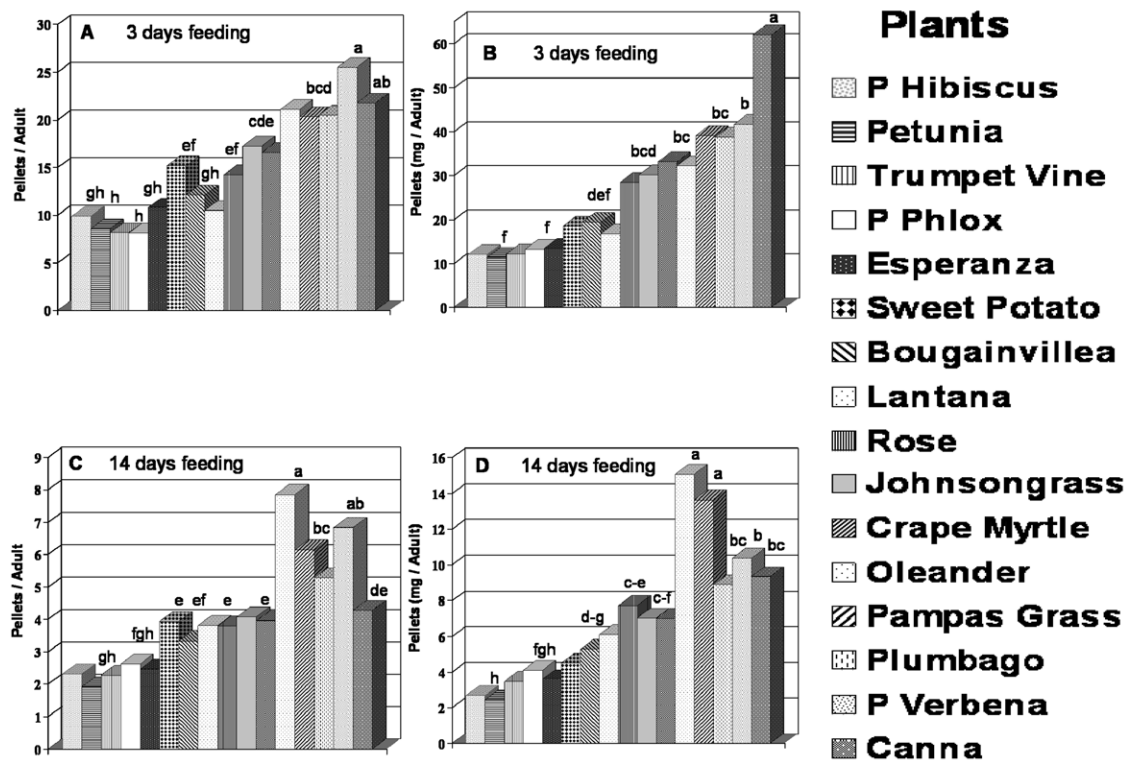 A 3 days feeding
Pellets / Adult
30
25
20
15
10
5
0
gh
h
h
gh
ef
gh
ef
cde
bcd
a
ab
B 3 days feeding
Pellets (mg / Adult)
60
50
40
30
20
10
0
f
f
def
bcd
bc
bc
b
a
C 14 days feeding
Pellets / Adult
9
8
7
6
5
4
3
2
1
0
gh
fgh
e
ef
e
e
a
bc
ab
de
D 14 days feeding
Pellets (mg / Adult)
16
14
12
10
8
6
4
2
0
h
fgh
d-g
c-e
c-f
a
a
bc
b
bc
Plants
P Hibiscus
Petunia
Trumpet Vine
P Phlox
Esperanza
Sweet Potato
Bougainvillea
Lantana
Rose
Johnsongrass
Crape Myrtle
Oleander
Pampas Grass
Plumbago
P Verbena
Canna